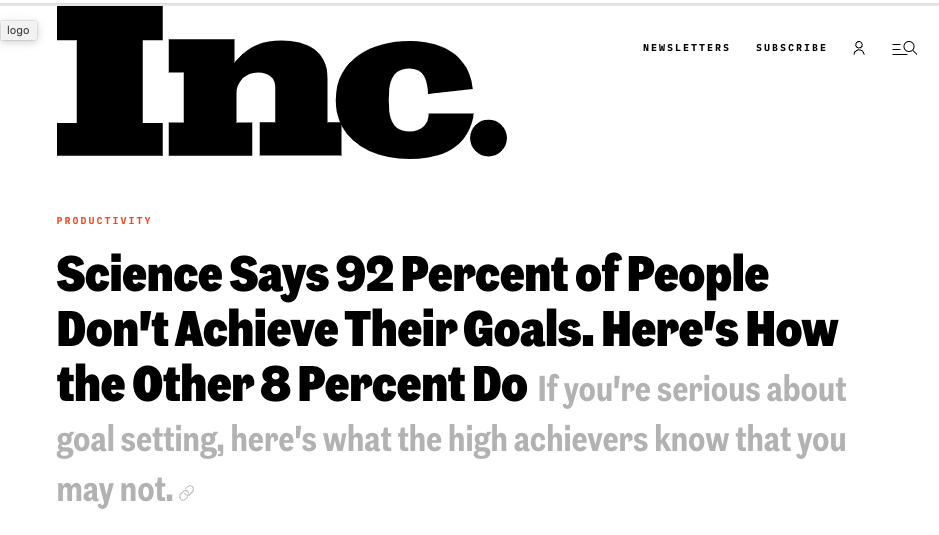 logo
Inc.
NEWSLETTERS SUBSCRIBE
PRODUCTIVITY
Science Says 92 Percent of People
Don't Achieve Their Goals. Here's How
the Other 8 Percent Do If you're serious about
goal setting, here's what the high achievers know that you
may not.